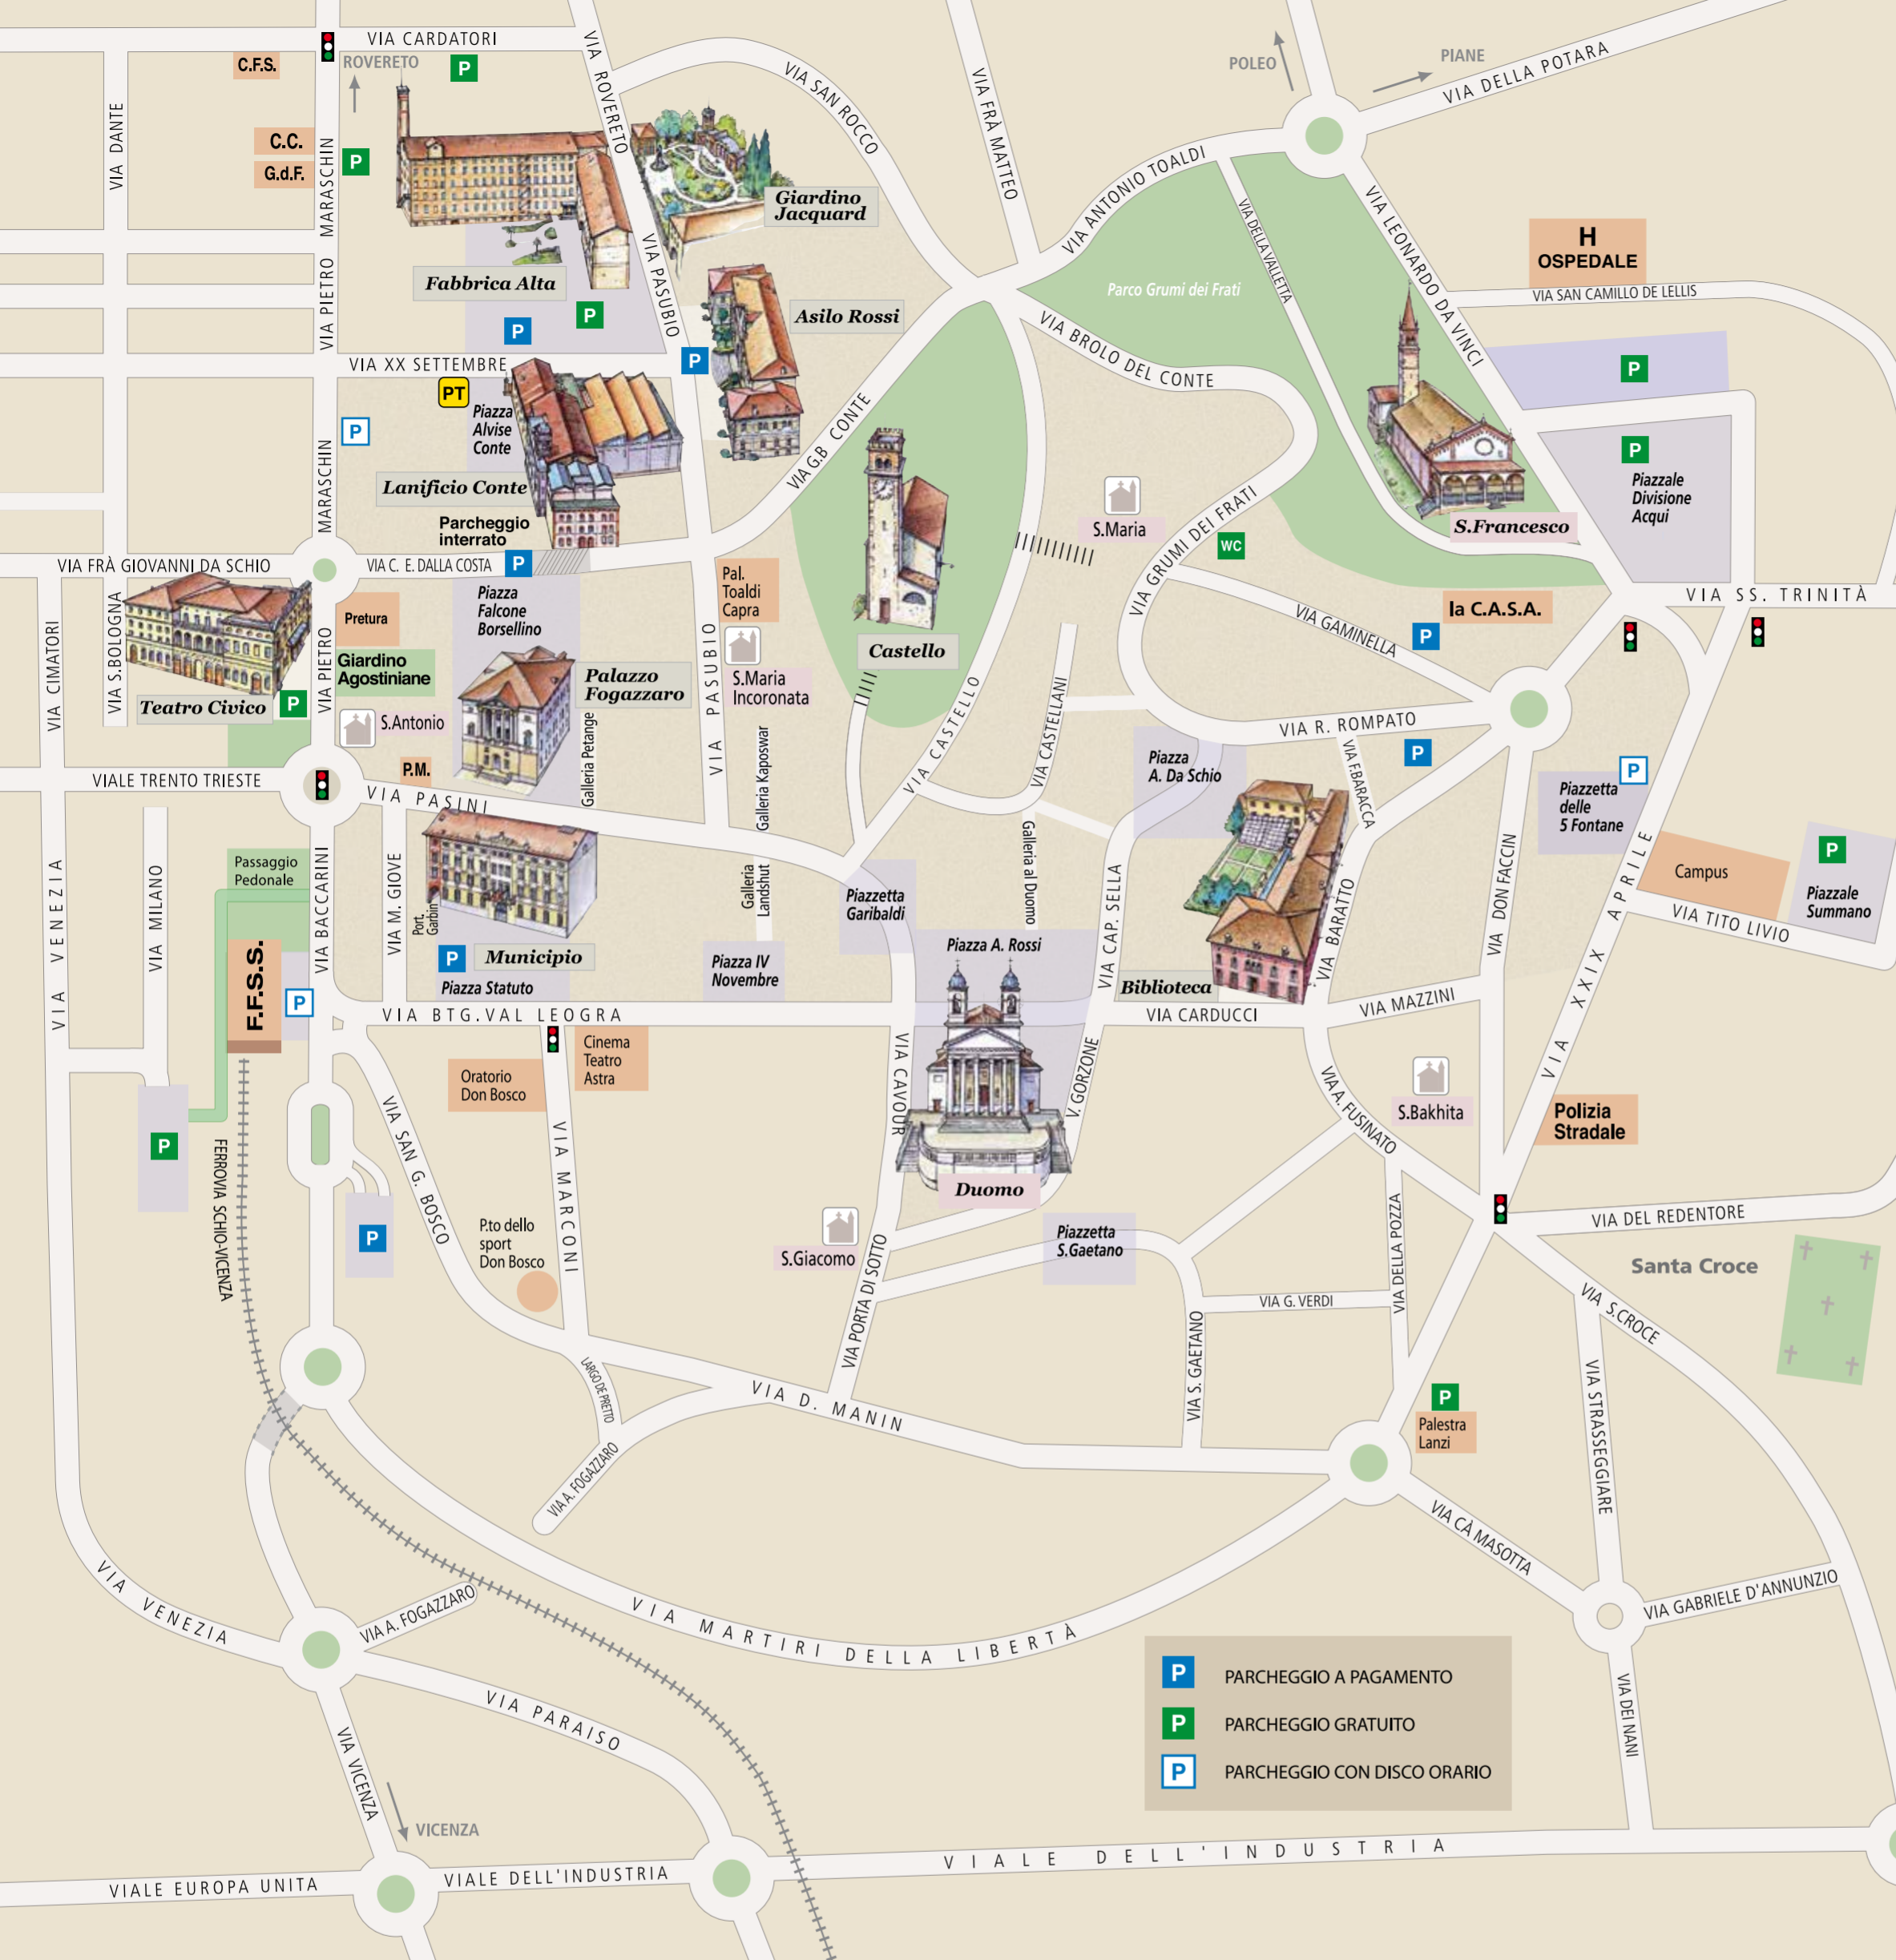 VIA CARDATORI
ROVERETO
P
C.F.S.
C.C.
G.d.F.
P
VIA DANTE
VIA PIETRO MARASCHIN
VIA ROVERETO
VIA SAN ROCCO
VIA FRÀ MATTEO
POLEO
PIANE
VIA DELLA POTARA
VIA ANTONIO TOALDI
VIA DELLA VALLETTA
VIA LEONARDO DA VINCI
H
OSPEDALE
VIA SAN CAMILLO DE LELLIS
Giardino
Jacquard
Fabbrica Alta
P
P
VIA PASUBIO
Asilo Rossi
Parco Grumi dei Frati
VIA BROLO DEL CONTE
VIA XX SETTEMBRE
P
PT
Piazza
Alvise
Conte
P
MARASCHIN
Lanificio Conte
Parcheggio
interrato
VIA G.B CONTE
P
P
Piazzale
Divisione
Acqui
S.Francesco
S.Maria
WC
VIA GRUMI DEI FRATI
VIA FRÀ GIOVANNI DA SCHIO
VIA C. E. DALLA COSTA
P
Piazza
Falcone
Borsellino
Pal.
Toaldi
Capra
Pretura
VIA CIMATORI
VIA S.BOLOGNA
Teatro Civico
P
VIA PIETRO
Giardino
Agostiniane
S.Antonio
Palazzo
Fogazzaro
VIA PASUBIO
S.Maria
Incoronata
Castello
VIA CASTELLO
VIA CASTELLANI
VIA GAMINELLA
la C.A.S.A.
P
VIA SS. TRINITÀ
VIA R. ROMPATO
P
VIA F.BARACCA
Piazza
A. Da Schio
P
Piazzetta
delle
5 Fontane
VIALE TRENTO TRIESTE
P.M.
VIA PASINI
Galleria Petange
Galleria Kaposwar
Galleria
Landshut
Galleria al Duomo
Passaggio
Pedonale
VIA VENEZIA
VIA MILANO
VIA BACCARINI
VIA M. GIOVE
Port.
Garbin
P
Municipio
Piazza Statuto
Piazza IV
Novembre
Piazzetta
Garibaldi
Piazza A. Rossi
VIA CAP. SELLA
Biblioteca
VIA BARATTO
VIA DON FACCIN
VIA XXIX APRILE
Campus
P
Piazzale
Summano
VIA TITO LIVIO
F.F.S.S.
P
VIA BTG.VAL LEOGRA
VIA CARDUCCI
VIA MAZZINI
Cinema
Teatro
Astra
Oratorio
Don Bosco
VIA CAVOUR
V. GORZONE
Duomo
VIA A. FUSINATO
S.Bakhita
Polizia
Stradale
P
FERROVIA SCHIO-VICENZA
P
VIA SAN G. BOSCO
VIA MARCONI
P.to dello
sport
Don Bosco
S.Giacomo
VIA PORTA DI SOTTO
Piazzetta
S.Gaetano
VIA S. GAETANO
VIA G. VERDI
VIA DELLA POZZA
VIA DEL REDENTORE
Santa Croce
VIA S.CROCE
VIA STRASSEGGIARE
LARGO DE PRETTO
VIA A. FOGAZZARO
VIA D. MANIN
P
Palestra
Lanzi
VIA CÀ MASOTTA
VIA GABRIELE D'ANNUNZIO
VIA DEI NANI
VIA VENEZIA
VIA A. FOGAZZARO
VIA MARTIRI DELLA LIBERTÀ
VIA PARAISO
VIA VICENZA
VICENZA
P PARCHEGGIO A PAGAMENTO
P PARCHEGGIO GRATUITO
P PARCHEGGIO CON DISCO ORARIO
VIALE EUROPA UNITA
VIALE DELL'INDUSTRIA
VIALE DELL'INDUSTRIA